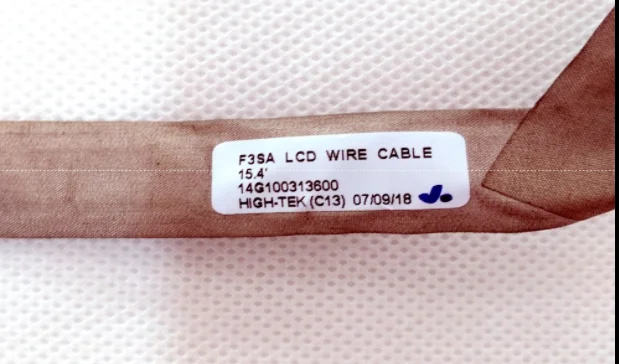 F3SA LCD WIRE CABLE
15.4'
14G100313600
HIGH-TEK (C13) 07/09/18